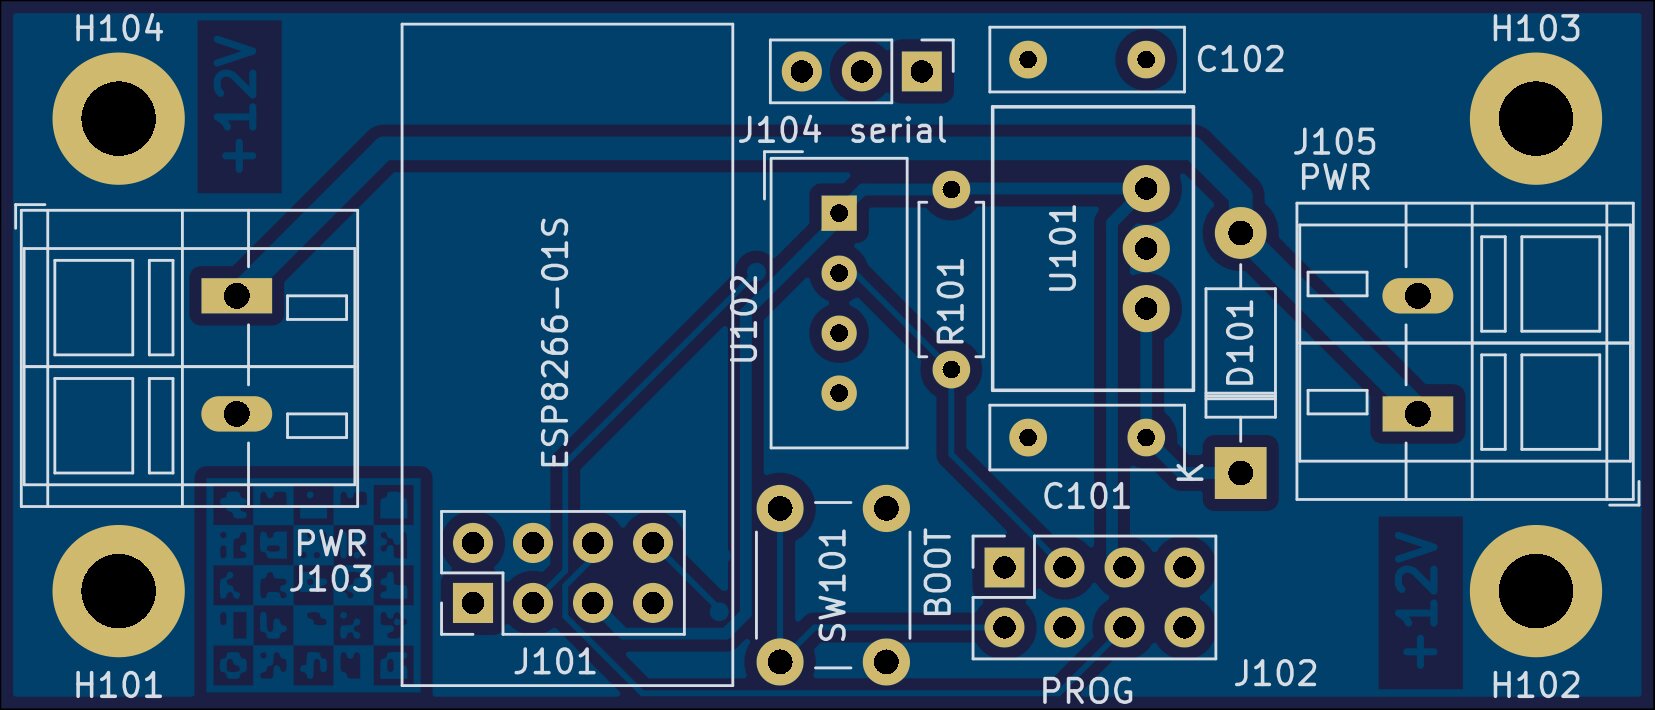 H104
+12V
H103
C102
J104 serial
J105
PWR
ESP8266-01S
U102
R101
U101
D101
K
C101
PWR
J103
SW101
BOOT
+12V
J101
H101
PROG
J102
H102